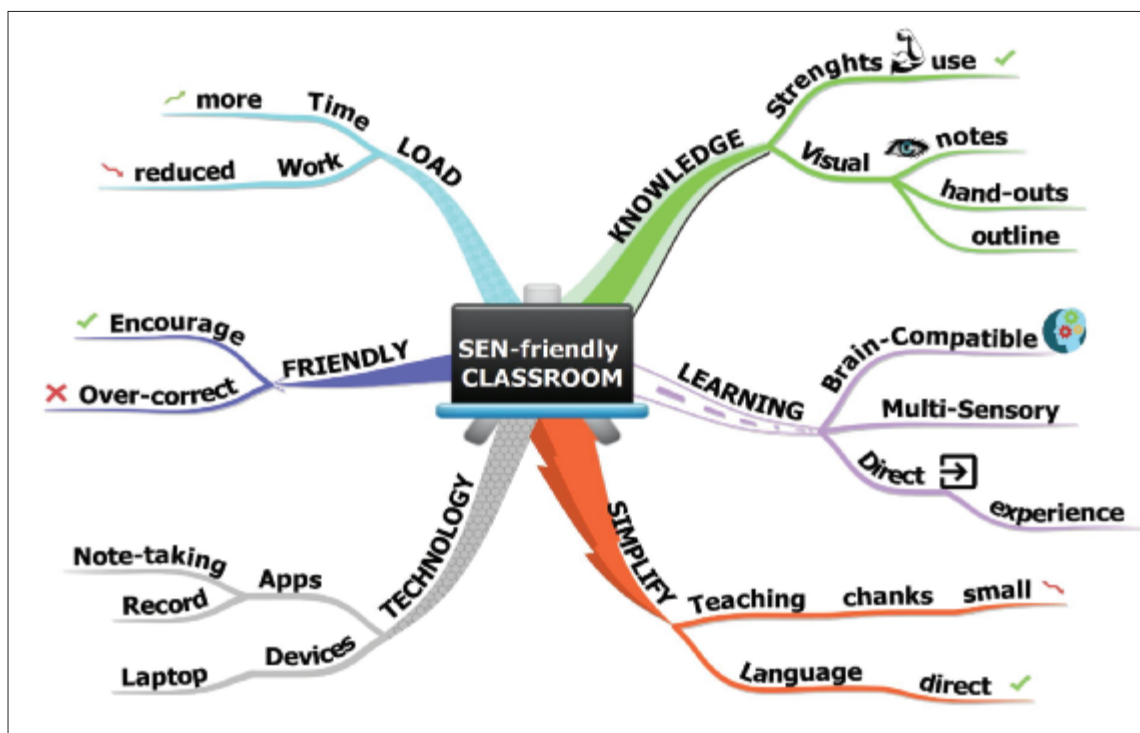 SEN-friendly
CLASSROOM
KNOWLEDGE
Strenghts use
Visual notes
hand-outs
outline
LEARNING
Brain-Compatible
Multi-Sensory
Direct
experience
SIMPLIFY
Teaching chanks small
Language direct
TECHNOLOGY
Apps
Note-taking
Record
Devices
Laptop
FRIENDLY
Encourage
Over-correct
LOAD
Time more
Work reduced